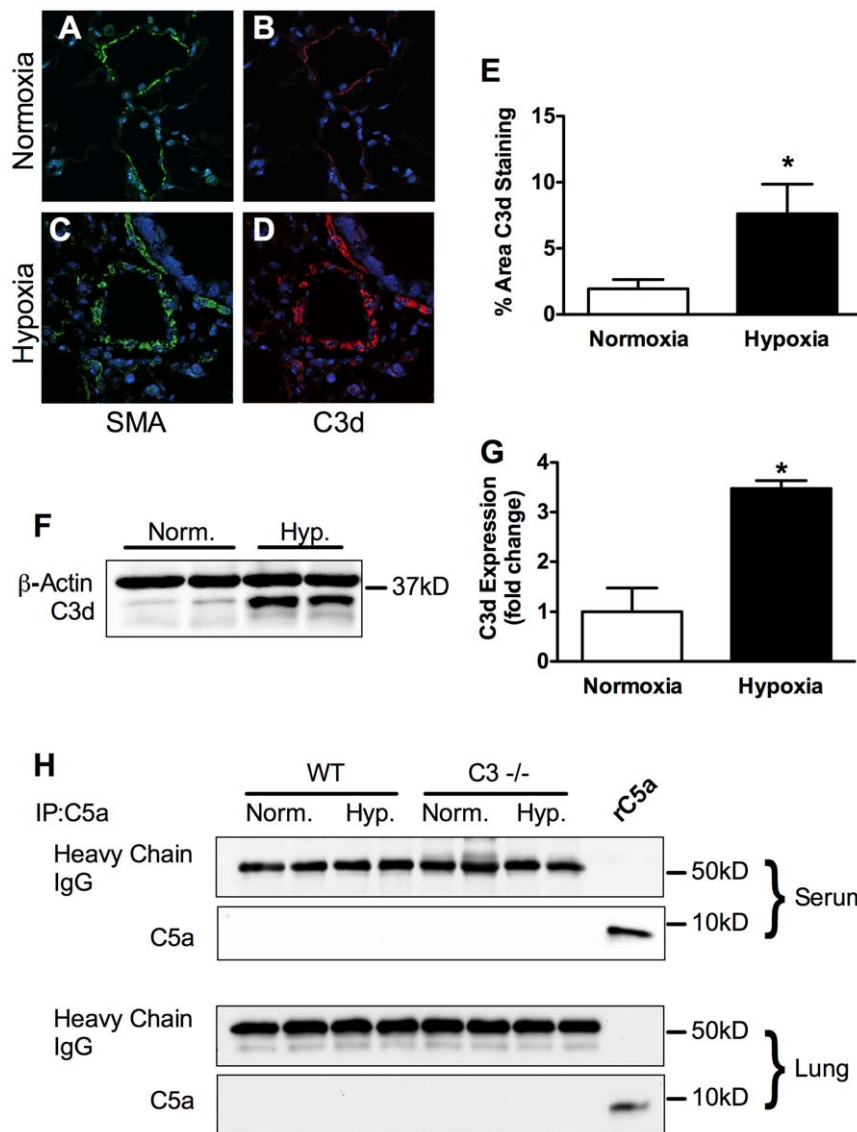 A
B
Normoxia
C
D
Hypoxia
SMA
C3d
E
% Area C3d Staining
15
10
5
0
*
Normoxia
Hypoxia
F
Norm.
Hyp.
β-Actin
C3d
37kD
G
C3d Expression
(fold change)
4
3
2
1
0
*
Normoxia
Hypoxia
H
WT
C3 -/-
rC5a
IP:C5a
Norm.
Hyp.
Norm.
Hyp.
Heavy Chain
IgG
50kD
C5a
10kD
} Serum
Heavy Chain
IgG
50kD
C5a
10kD
} Lung